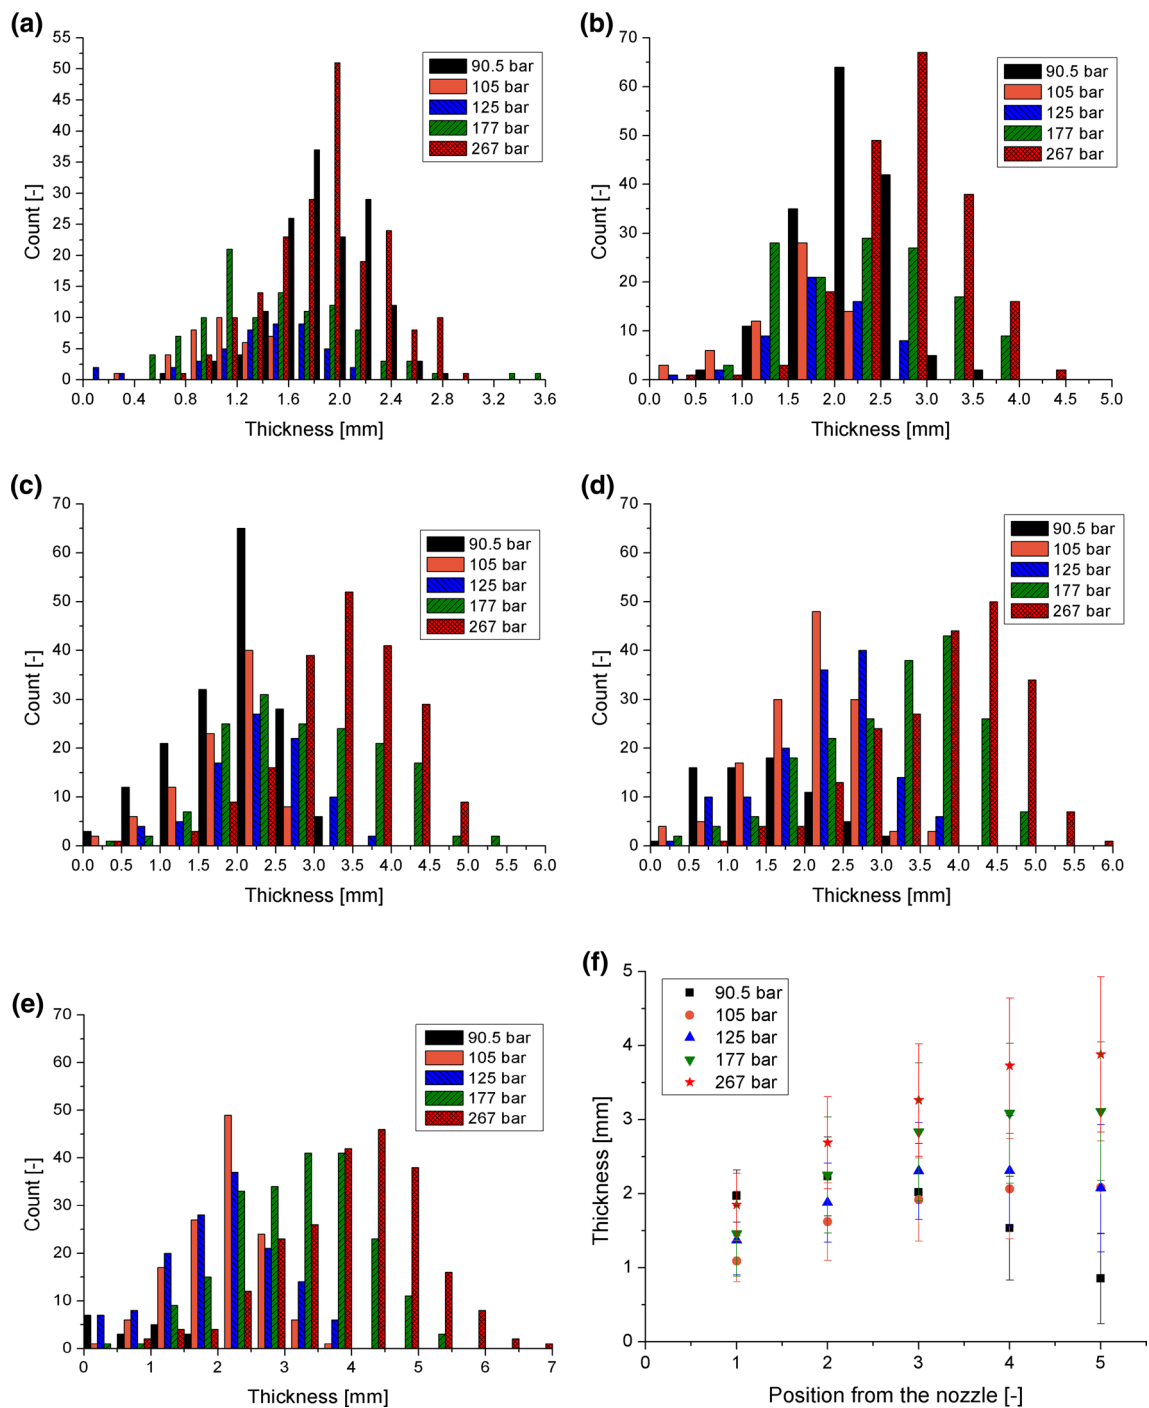 (a)
55
50
45
40
35
30
25
20
15
10
5
0
Count [-]
90.5 bar
105 bar
125 bar
177 bar
267 bar
0.0 0.4 0.8 1.2 1.6 2.0 2.4 2.8 3.2 3.6
Thickness [mm]
(b)
70
60
50
40
30
20
10
0
Count [-]
90.5 bar
105 bar
125 bar
177 bar
267 bar
0.0 0.5 1.0 1.5 2.0 2.5 3.0 3.5 4.0 4.5 5.0
Thickness [mm]
(c)
70
60
50
40
30
20
10
0
Count [-]
90.5 bar
105 bar
125 bar
177 bar
267 bar
0.0 0.5 1.0 1.5 2.0 2.5 3.0 3.5 4.0 4.5 5.0 5.5 6.0
Thickness [mm]
(d)
70
60
50
40
30
20
10
0
Count [-]
90.5 bar
105 bar
125 bar
177 bar
267 bar
0.0 0.5 1.0 1.5 2.0 2.5 3.0 3.5 4.0 4.5 5.0 5.5 6.0
Thickness [mm]
(e)
70
60
50
40
30
20
10
0
Count [-]
90.5 bar
105 bar
125 bar
177 bar
267 bar
0 1 2 3 4 5 6 7
Thickness [mm]
(f)
5
4
3
2
1
0
Thickness [mm]
90.5 bar
105 bar
125 bar
177 bar
267 bar
0 1 2 3 4 5
Position from the nozzle [-]